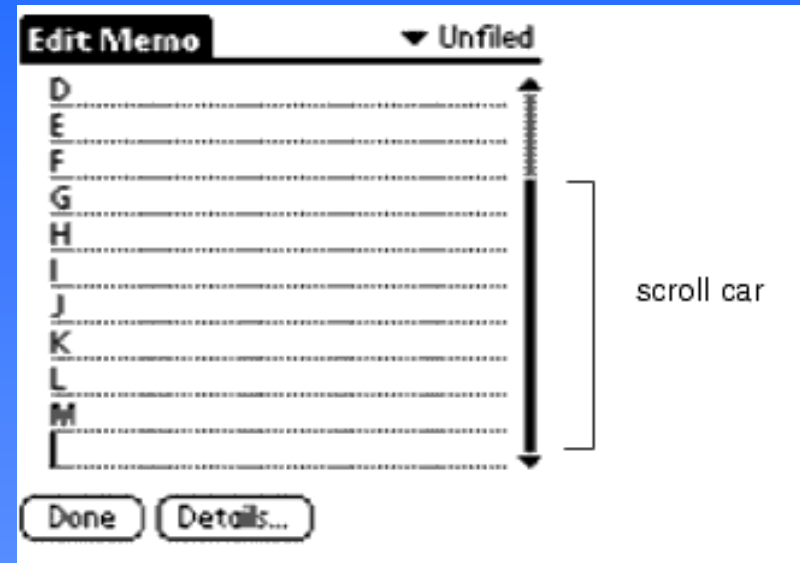 Edit Memo
Unfiled
D
E
F
G
H
I
J
K
L
M
scroll car
Done
Details...